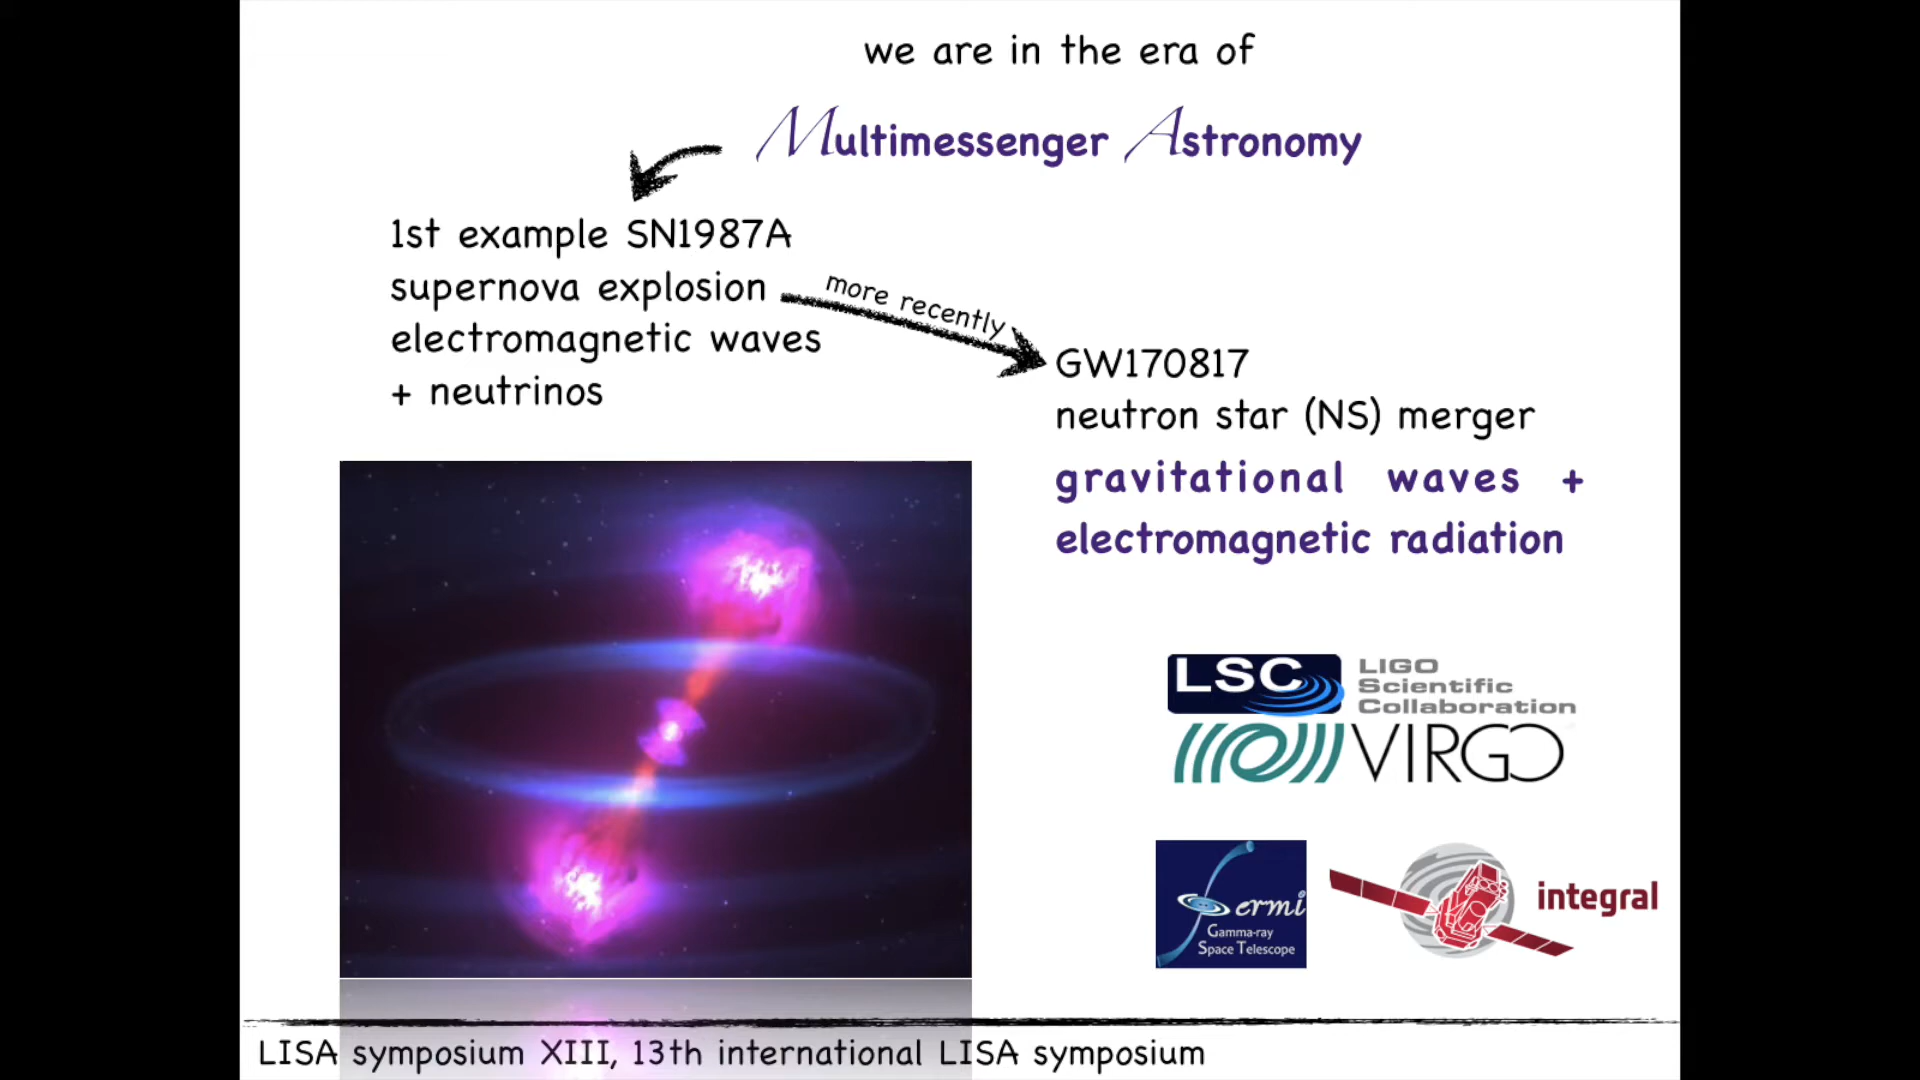 we are in the era of
Multimessenger Astronomy
1st example SN1987A
supernova explosion
electromagnetic waves
+ neutrinos
more recently
GW170817
neutron star (NS) merger
gravitational waves +
electromagnetic radiation
LSC LIGO
Scientific
Collaboration
VIRGO
Fermi
Gamma-ray
Space Telescope
integral
LISA symposium XIII, 13th international LISA symposium